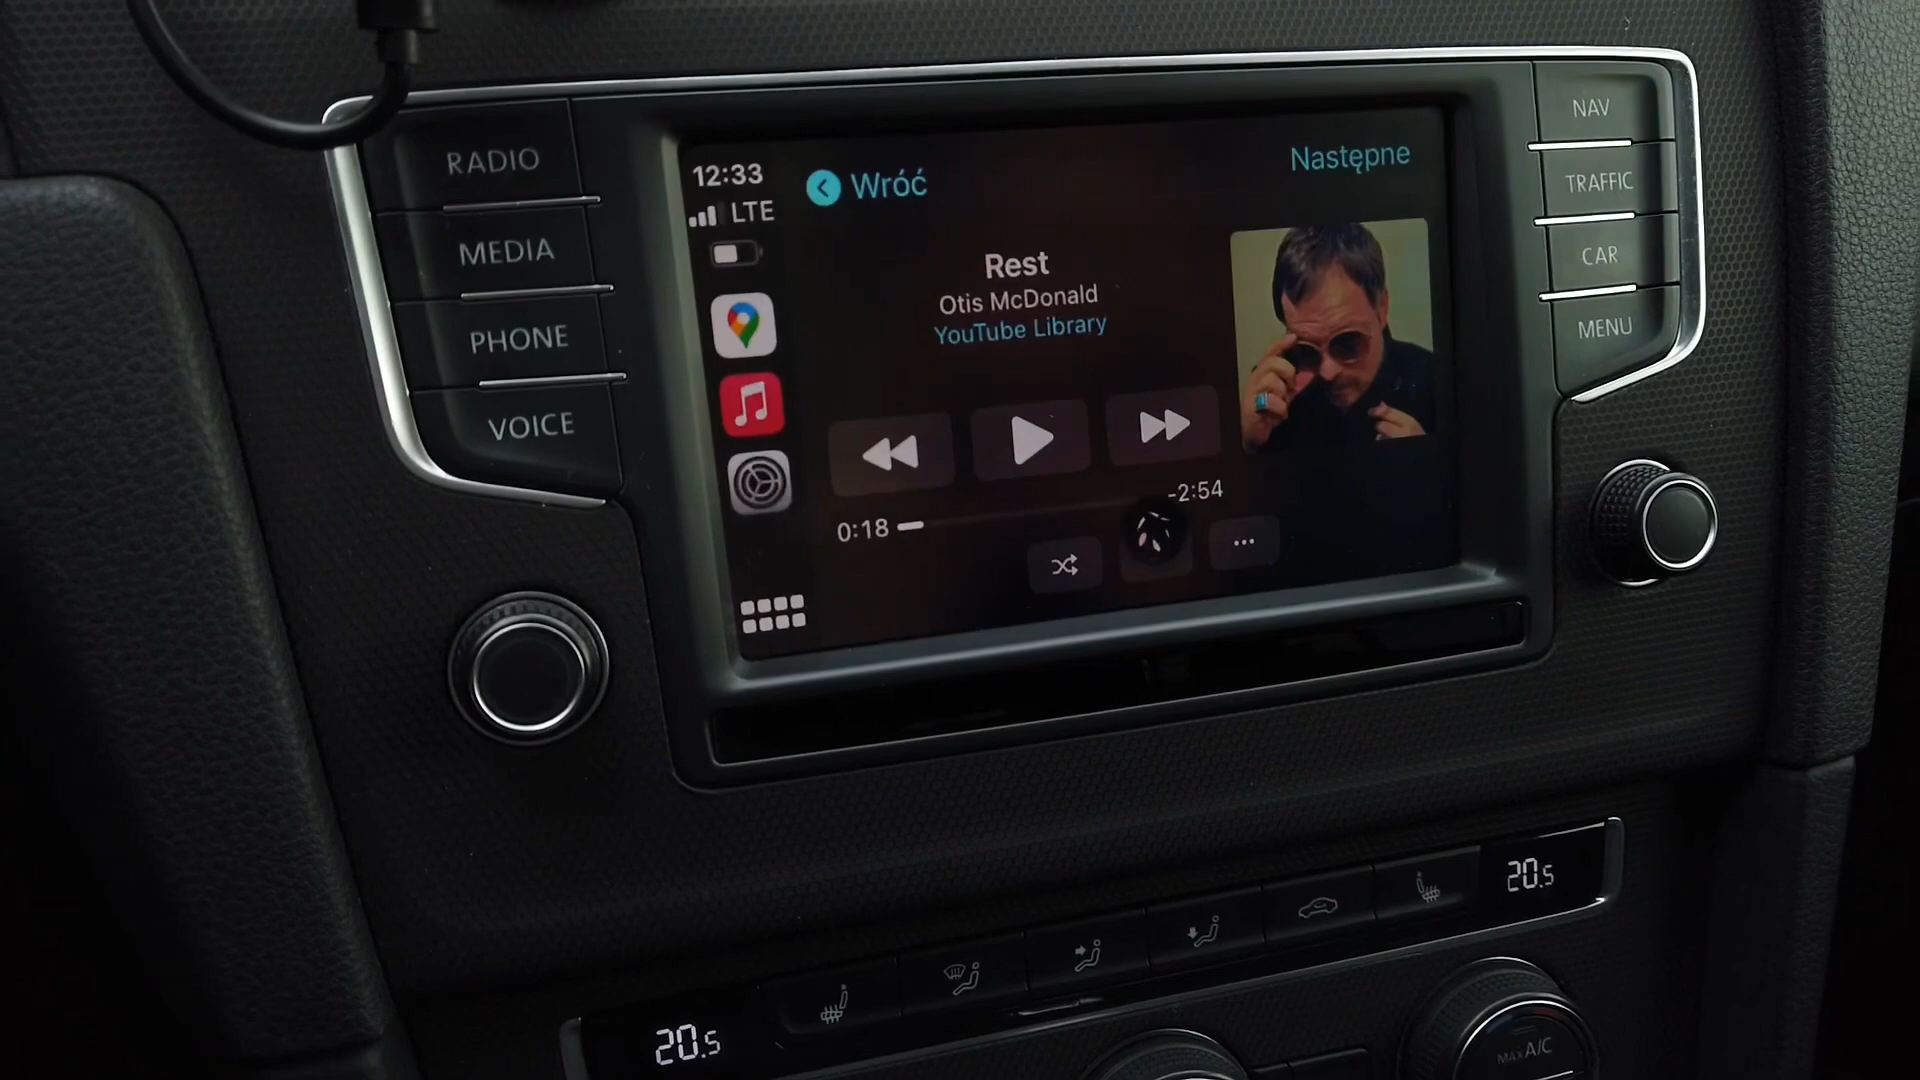 RADIO
MEDIA
PHONE
VOICE
12:33
LTE
Wróć
Następne
Rest
Otis McDonald
YouTube Library
0:18
-2:54
NAV
TRAFFIC
CAR
MENU
20.5
20.5
MAX A/C